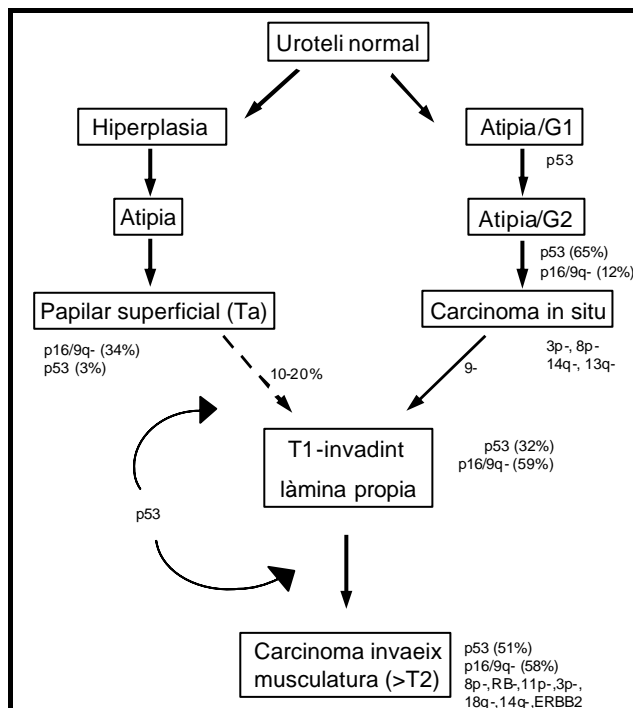 Uroteli normal
Hiperplasia
Atipia/G1
p53
Atipia
Atipia/G2
p53 (65%)
p16/9q- (12%)
Papilar superficial (Ta)
Carcinoma in situ
p16/9q- (34%)
p53 (3%)
3p-, 8p-
14q-, 13q-
10-20%
9-
T1-invadint
làmina propia
p53 (32%)
p16/9q- (59%)
p53
Carcinoma invaeix
musculatura (>T2)
p53 (51%)
p16/9q- (58%)
8p-,RB-,11p-,3p-,
18q-,14q-,ERBB2